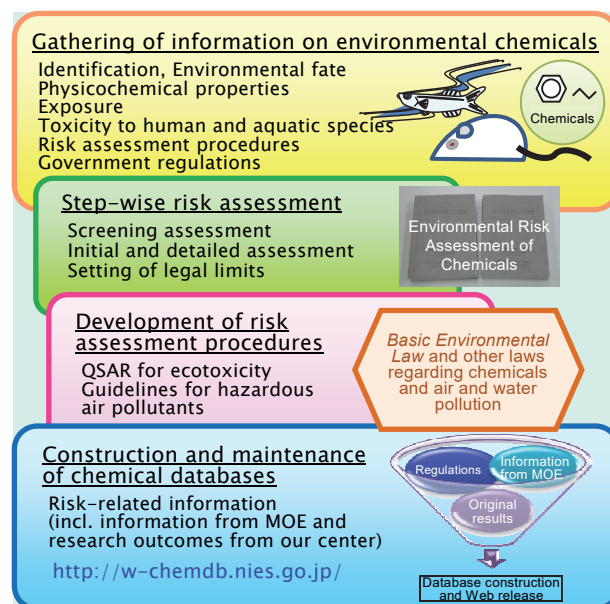 Gathering of information on environmental chemicals
Identification, Environmental fate
Physicochemical properties
Exposure
Toxicity to human and aquatic species
Risk assessment procedures
Government regulations
Chemicals
Step-wise risk assessment
Screening assessment
Initial and detailed assessment
Setting of legal limits
Environmental Risk
Assessment of
Chemicals
Development of risk
assessment procedures
QSAR for ecotoxicity
Guidelines for hazardous
air pollutants
Basic Environmental
Law and other laws
regarding chemicals
and air and water
pollution
Construction and maintenance
of chemical databases
Risk-related information
(incl. information from MOE and
research outcomes from our center)
http://w-chemdb.nies.go.jp/
Regulations
Information
from MOE
Original
results
Database construction
and Web release